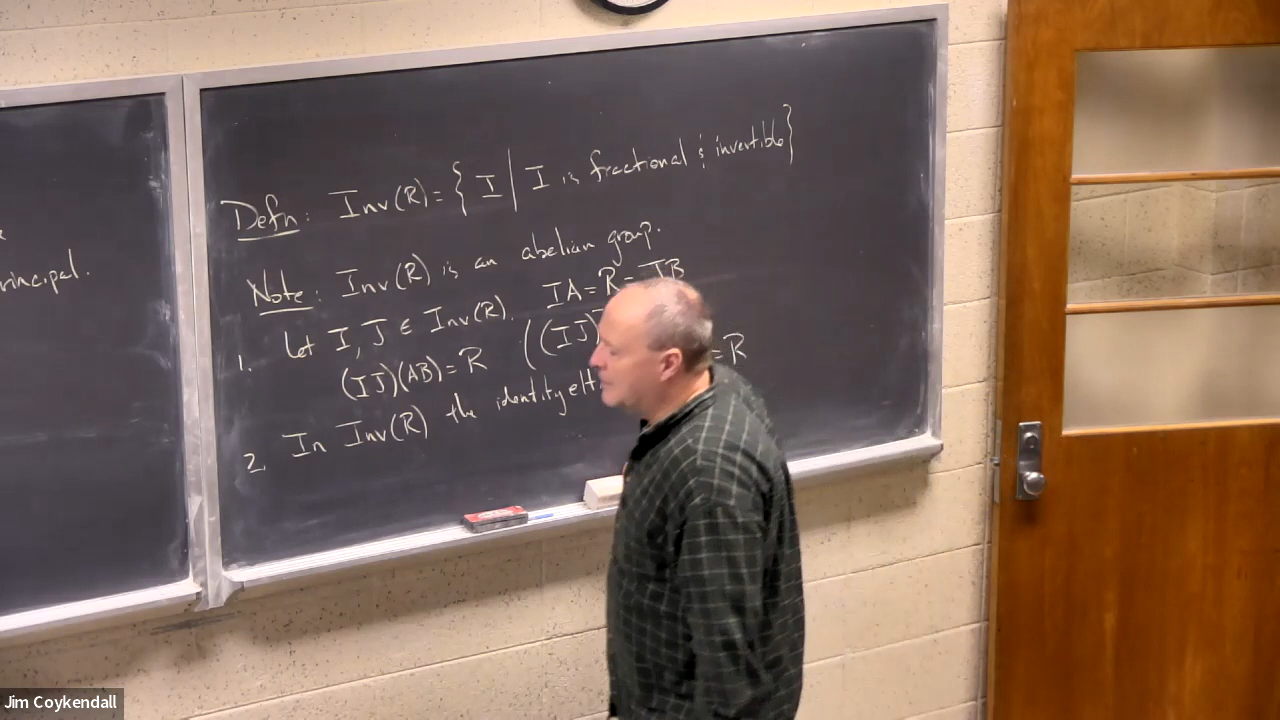 rincipal.
Defn: Inv(R) = { I | I is fractional & invertible}
Note: Inv(R) is an abelian group.
1. Let I, J ∈ Inv(R). IA = R = JB
(IJ)(AB) = R ((IJ) = R
2. In Inv(R) the identity elt
Jim Coykendall